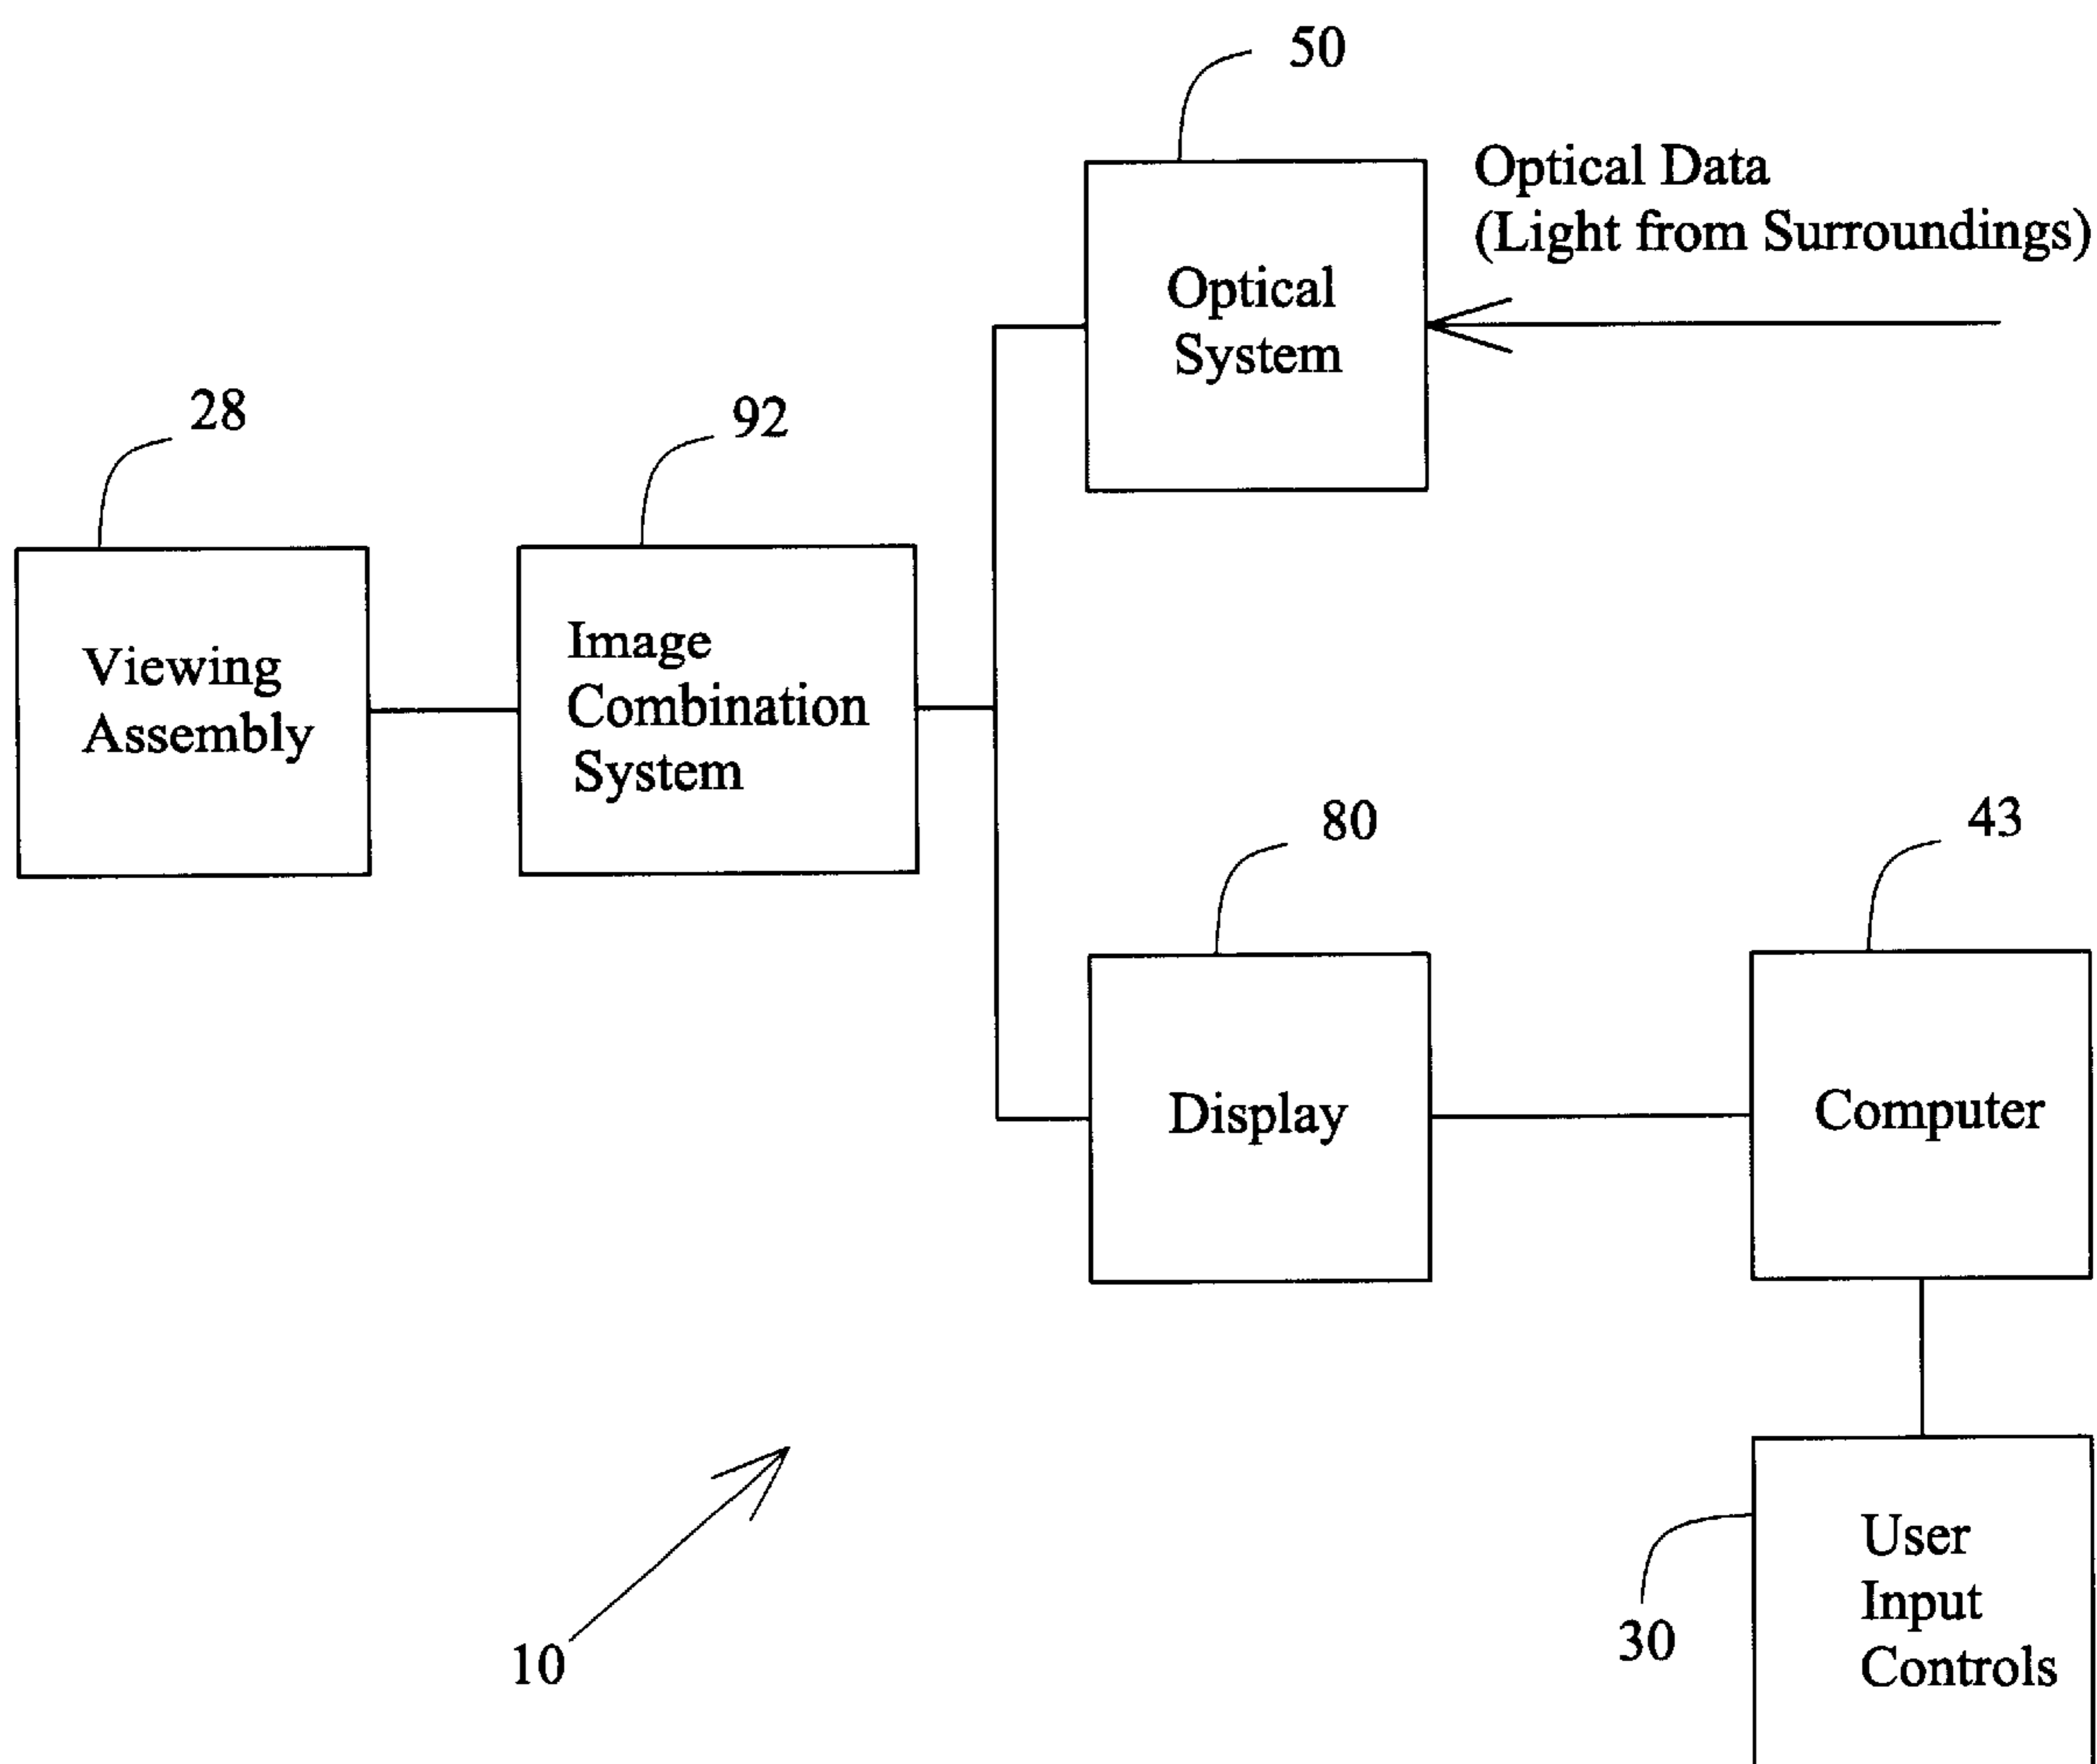 50
Optical Data
(Light from Surroundings)
Optical
System
28
92
Viewing
Assembly
Image
Combination
System
80
43
Display
Computer
10
30
User
Input
Controls